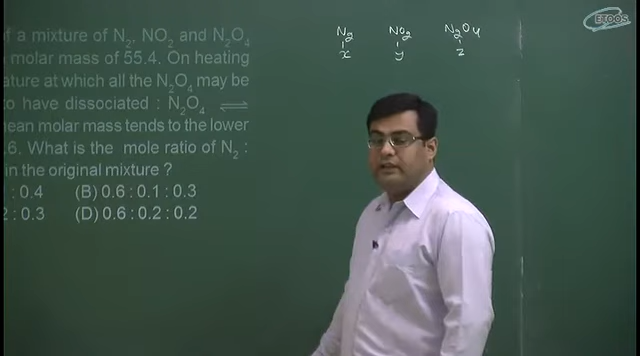 ETOOS
of a mixture of N₂, NO₂ and N₂O₄
molar mass of 55.4. On heating
ature at which all the N₂O₄ may be
to have dissociated : N₂O₄ ⇌
nean molar mass tends to the lower
.6. What is the mole ratio of N₂ :
in the original mixture ?
: 0.4 (B) 0.6 : 0.1 : 0.3
2 : 0.3 (D) 0.6 : 0.2 : 0.2
N₂ NO₂ N₂O₄
x y z